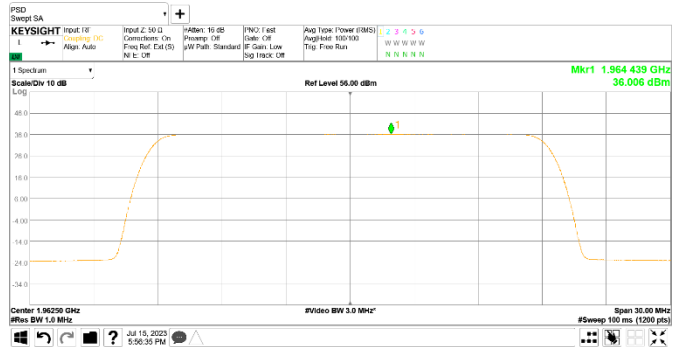 PSD
Swept SA
KEYSIGHT Input: RF Input Z: 50 Ω #Atten: 16 dB PNO: Fast Avg Type: Power (RMS) 1 2 3 4 5 6
Coupling: DC Corrections: On Preamp: Off Gate: Off Avg|Hold: 100/100 W W W W W
Align: Auto Freq Ref: Ext (S) µW Path: Standard IF Gain: Low Trig: Free Run
NFE: Off Sig Track: Off N N N N N
1 Spectrum
Mkr1 1.964 439 GHz
Scale/Div 10 dB Ref Level 56.00 dBm 36.006 dBm
Log
46.0
1
36.0
26.0
16.0
6.00
-4.00
-14.0
-24.0
-34.0
Center 1.96250 GHz #Video BW 3.0 MHz* Span 30.00 MHz
#Res BW 1.0 MHz #Sweep 100 ms (1200 pts)
Jul 15, 2023
5:56:35 PM